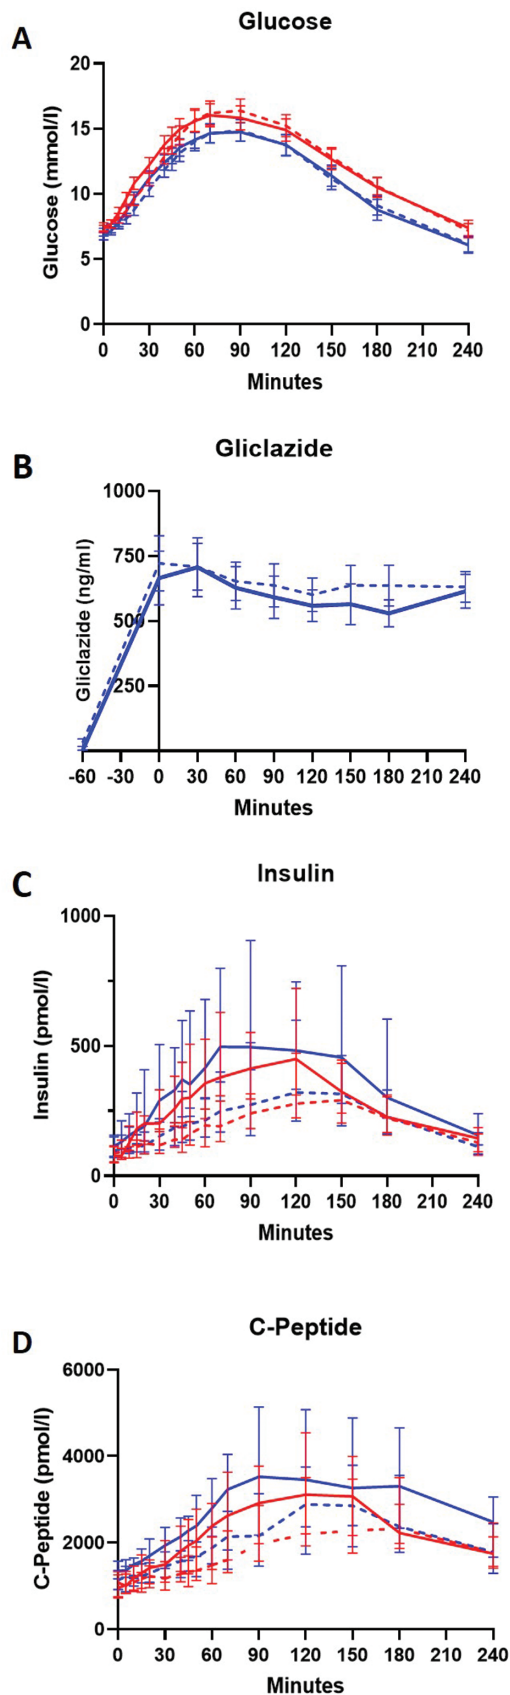 A
Glucose
Glucose (mmol/l)
20
15
10
5
0
0 30 60 90 120 150 180 210 240
Minutes
B
Gliclazide
Gliclazide (ng/ml)
1000
750
500
250
-60 -30 0 30 60 90 120 150 180 210 240
Minutes
C
Insulin
Insulin (pmol/l)
1000
500
0
0 30 60 90 120 150 180 210 240
Minutes
D
C-Peptide
C-Peptide (pmol/l)
6000
4000
2000
0
0 30 60 90 120 150 180 210 240
Minutes